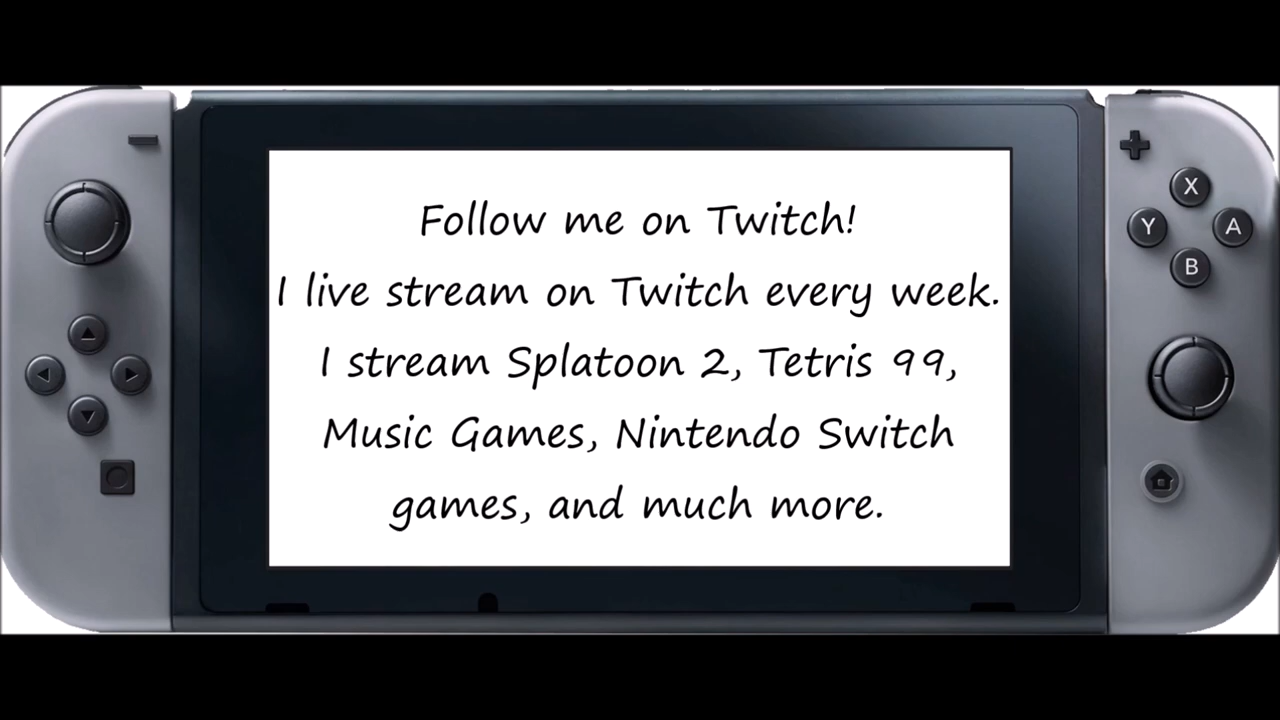 Follow me on Twitch!
I live stream on Twitch every week.
I stream Splatoon 2, Tetris 99,
Music Games, Nintendo Switch
games, and much more.
X
Y
A
B